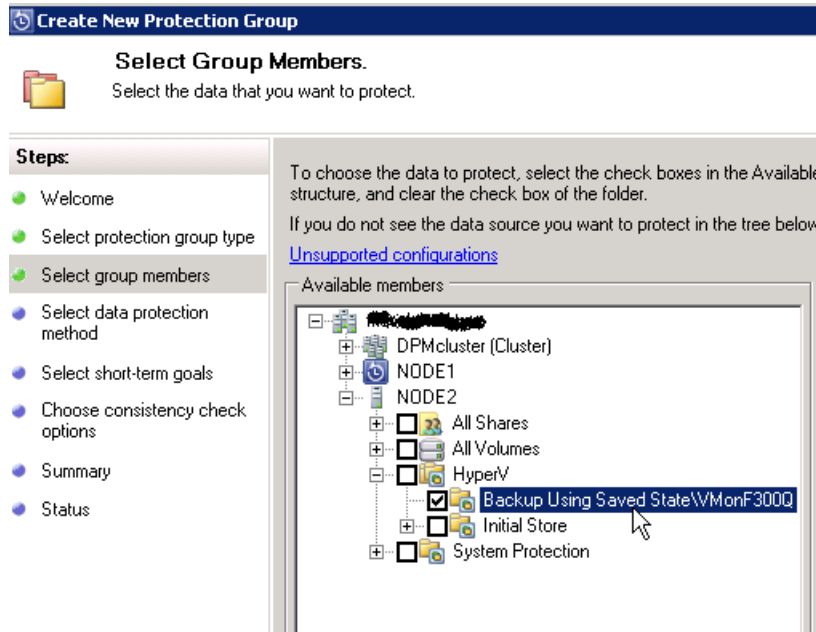 Create New Protection Group
Select Group Members.
Select the data that you want to protect.
Steps:
Welcome
Select protection group type
Select group members
Select data protection
method
Select short-term goals
Choose consistency check
options
Summary
Status
To choose the data to protect, select the check boxes in the Available
structure, and clear the check box of the folder.
If you do not see the data source you want to protect in the tree below
Unsupported configurations
Available members
DPMcluster (Cluster)
NODE1
NODE2
All Shares
All Volumes
HyperV
Backup Using Saved State\VMonF300Q
Initial Store
System Protection